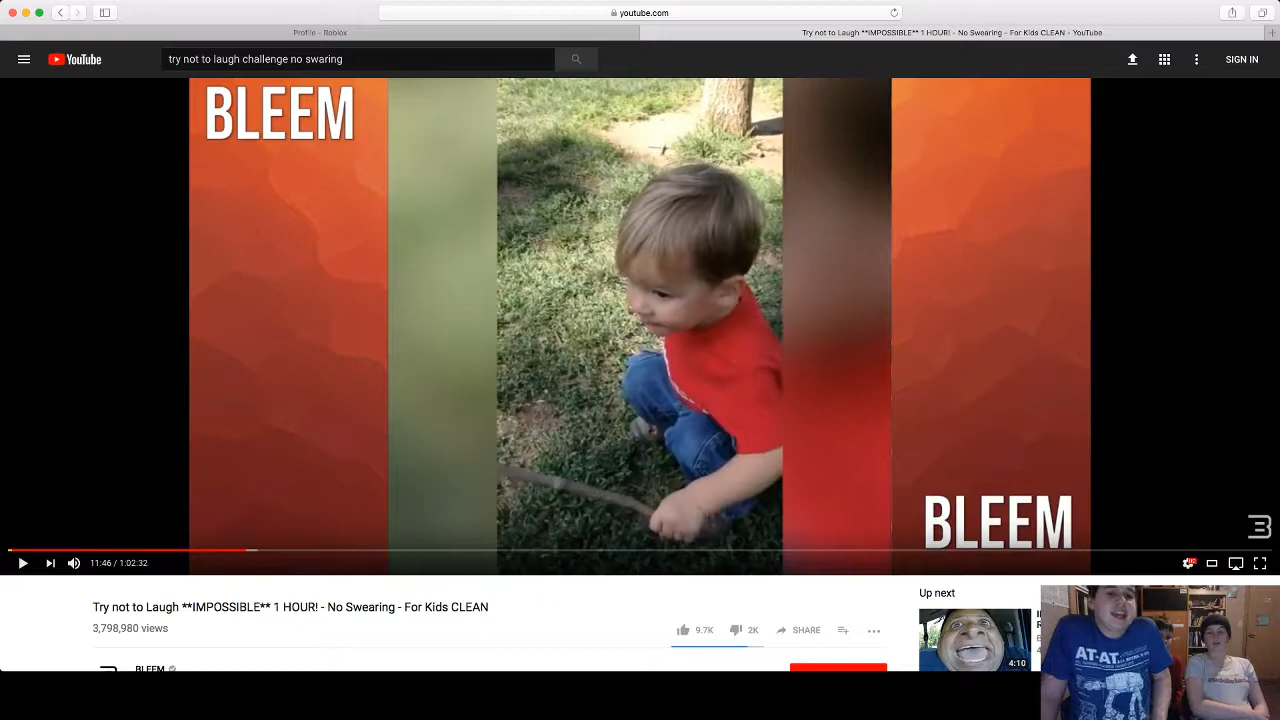 youtube.com
Profile - Roblox
Try not to Laugh **IMPOSSIBLE** 1 HOUR! - No Swearing - For Kids CLEAN - YouTube
YouTube
try not to laugh challenge no swaring
SIGN IN
BLEEM
BLEEM
11:46 / 1:02:32
HD
Try not to Laugh **IMPOSSIBLE** 1 HOUR! - No Swearing - For Kids CLEAN
3,798,980 views
9.7K
2K
SHARE
Up next
4:10
BLEEM
AT-AT